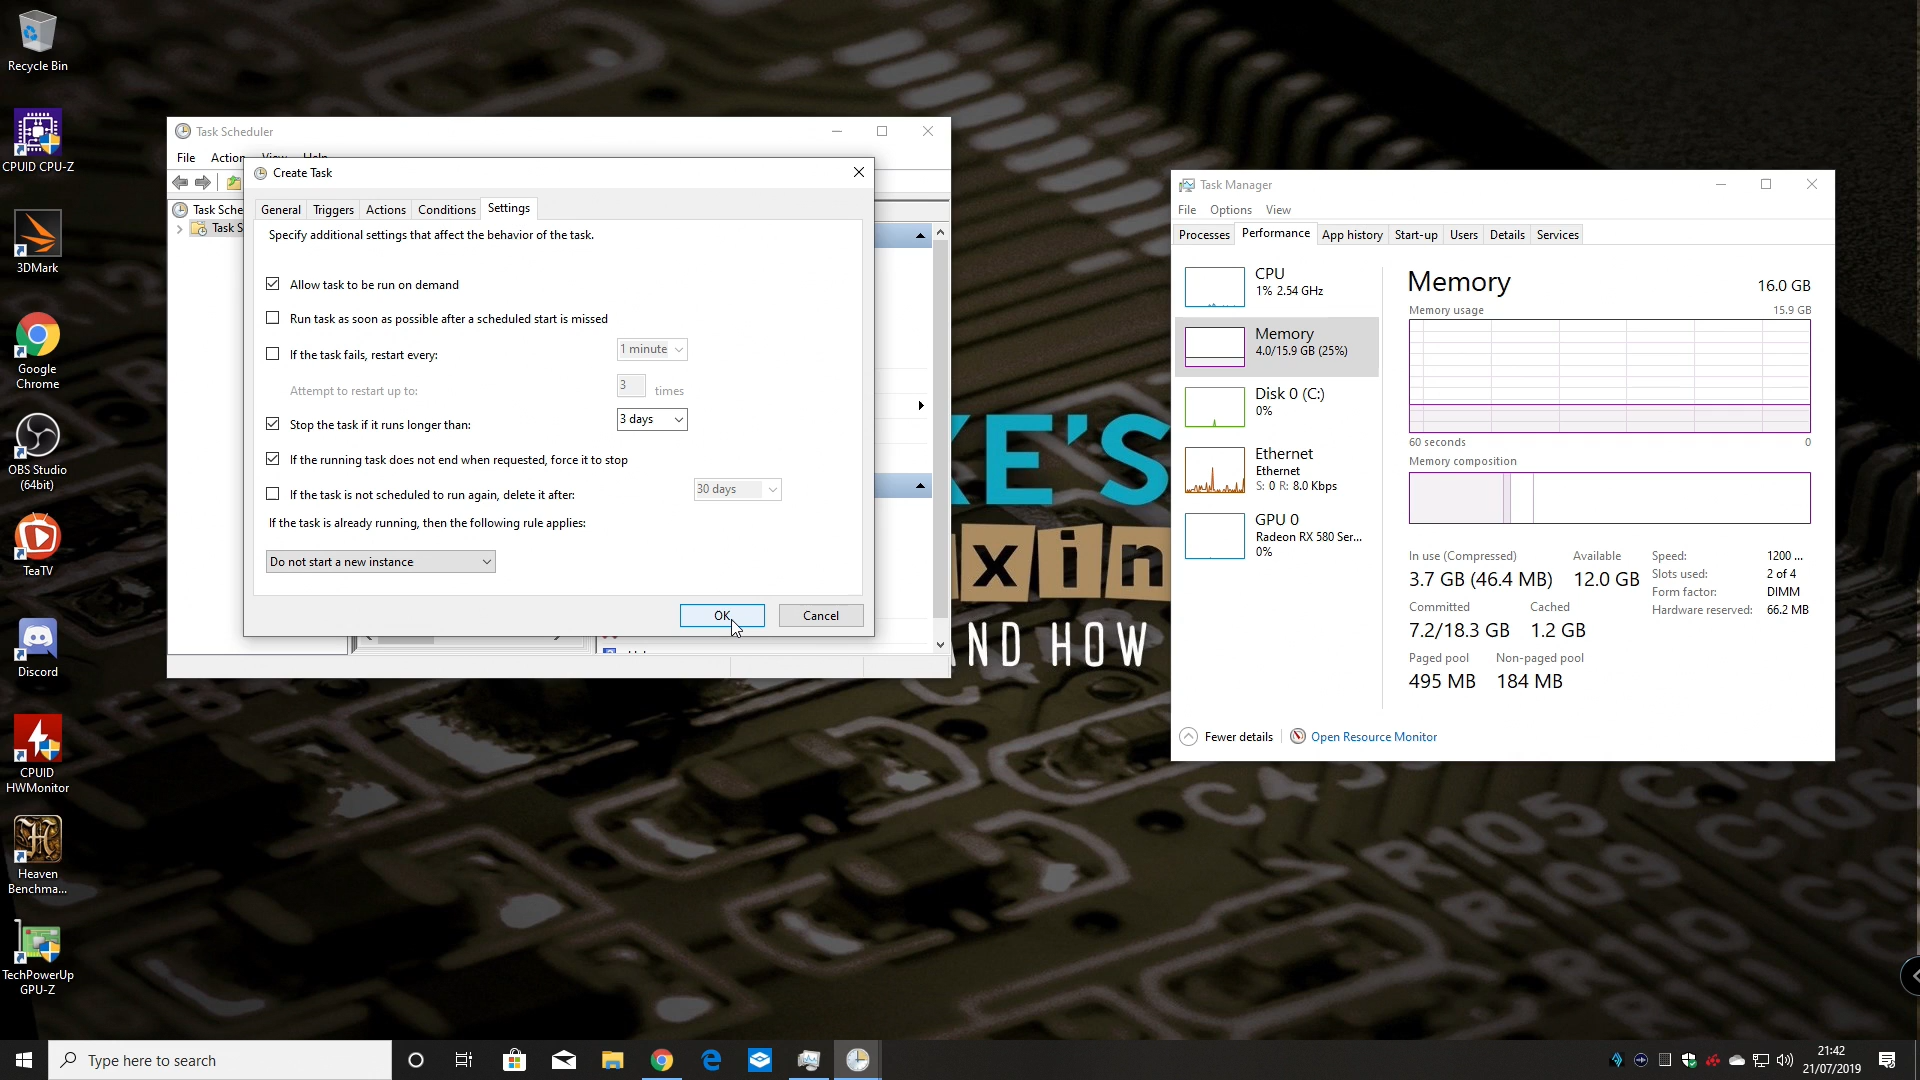 Recycle Bin
CPUID CPU-Z
3DMark
Google
Chrome
OBS Studio
(64bit)
TeaTV
Discord
CPUID
HWMonitor
Heaven
Benchma...
TechPowerUp
GPU-Z
Task Scheduler
File Action View Help
Task Sche
Task S
Create Task
General Triggers Actions Conditions Settings
Specify additional settings that affect the behavior of the task.
Allow task to be run on demand
Run task as soon as possible after a scheduled start is missed
If the task fails, restart every: 1 minute
Attempt to restart up to: 3 times
Stop the task if it runs longer than: 3 days
If the running task does not end when requested, force it to stop
If the task is not scheduled to run again, delete it after: 30 days
If the task is already running, then the following rule applies:
Do not start a new instance
OK Cancel
KE'S
xin
ND HOW
Task Manager
File Options View
Processes Performance App history Start-up Users Details Services
CPU
1% 2.54 GHz
Memory
4.0/15.9 GB (25%)
Disk 0 (C:)
0%
Ethernet
Ethernet
S: 0 R: 8.0 Kbps
GPU 0
Radeon RX 580 Ser...
0%
Memory 16.0 GB
Memory usage 15.9 GB
60 seconds 0
Memory composition
In use (Compressed) Available
3.7 GB (46.4 MB) 12.0 GB
Committed Cached
7.2/18.3 GB 1.2 GB
Paged pool Non-paged pool
495 MB 184 MB
Speed: 1200 ...
Slots used: 2 of 4
Form factor: DIMM
Hardware reserved: 66.2 MB
Fewer details Open Resource Monitor
R105 C45
R109 C106
R10
Type here to search
21:42
21/07/2019